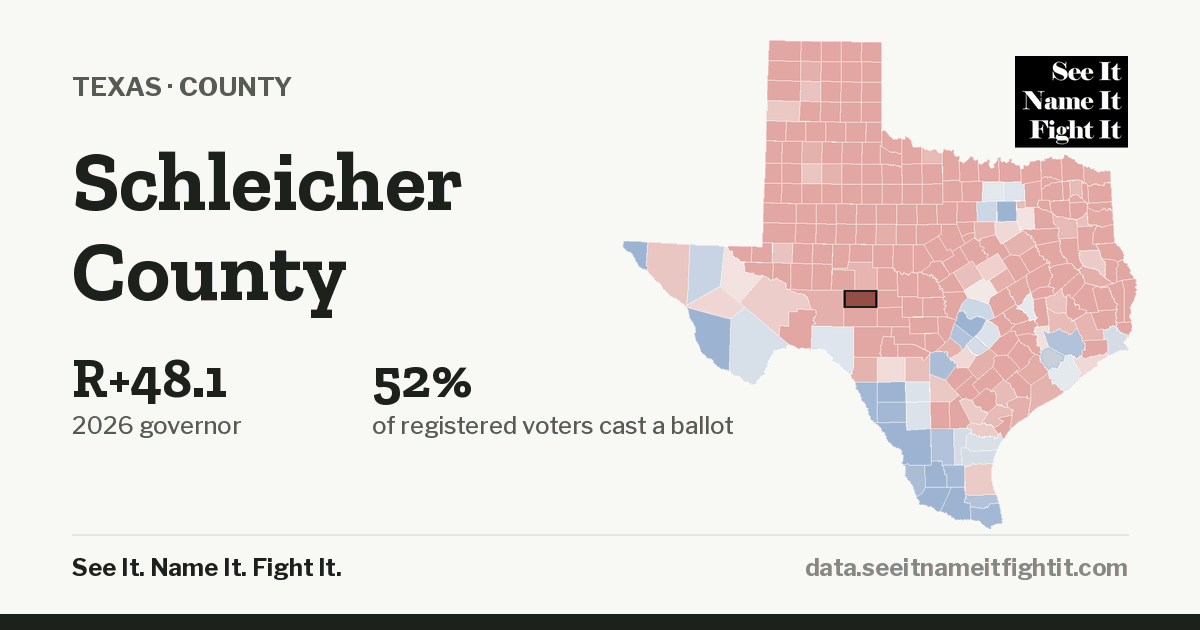 TEXAS · COUNTY
Schleicher
County
R+48.1
2026 governor
52%
of registered voters cast a ballot
See It
Name It
Fight It
See It. Name It. Fight It.
data.seeitnameitfightit.com